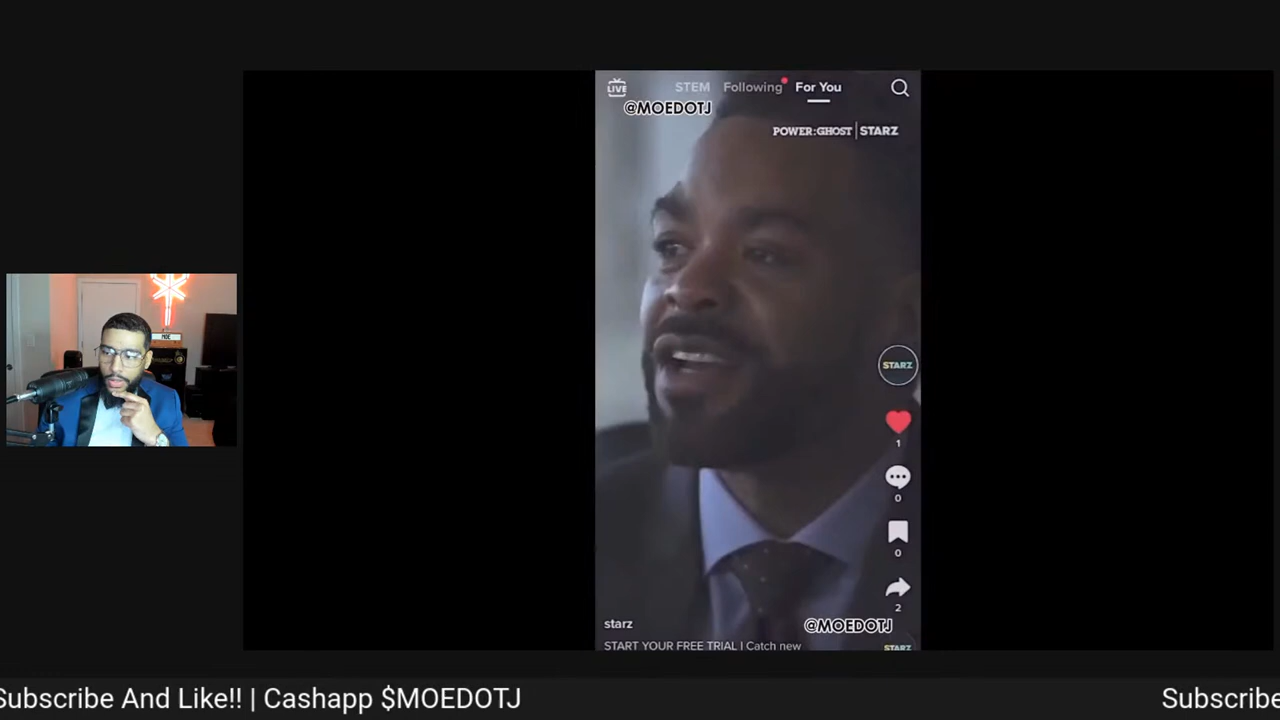 LIVE
STEM Following For You
@MOEDOTJ
POWER:GHOST | STARZ
MOE
STARZ
1
0
0
2
starz
@MOEDOTJ
START YOUR FREE TRIAL | Catch new
STARZ
Subscribe And Like!! | Cashapp $MOEDOTJ
Subscribe